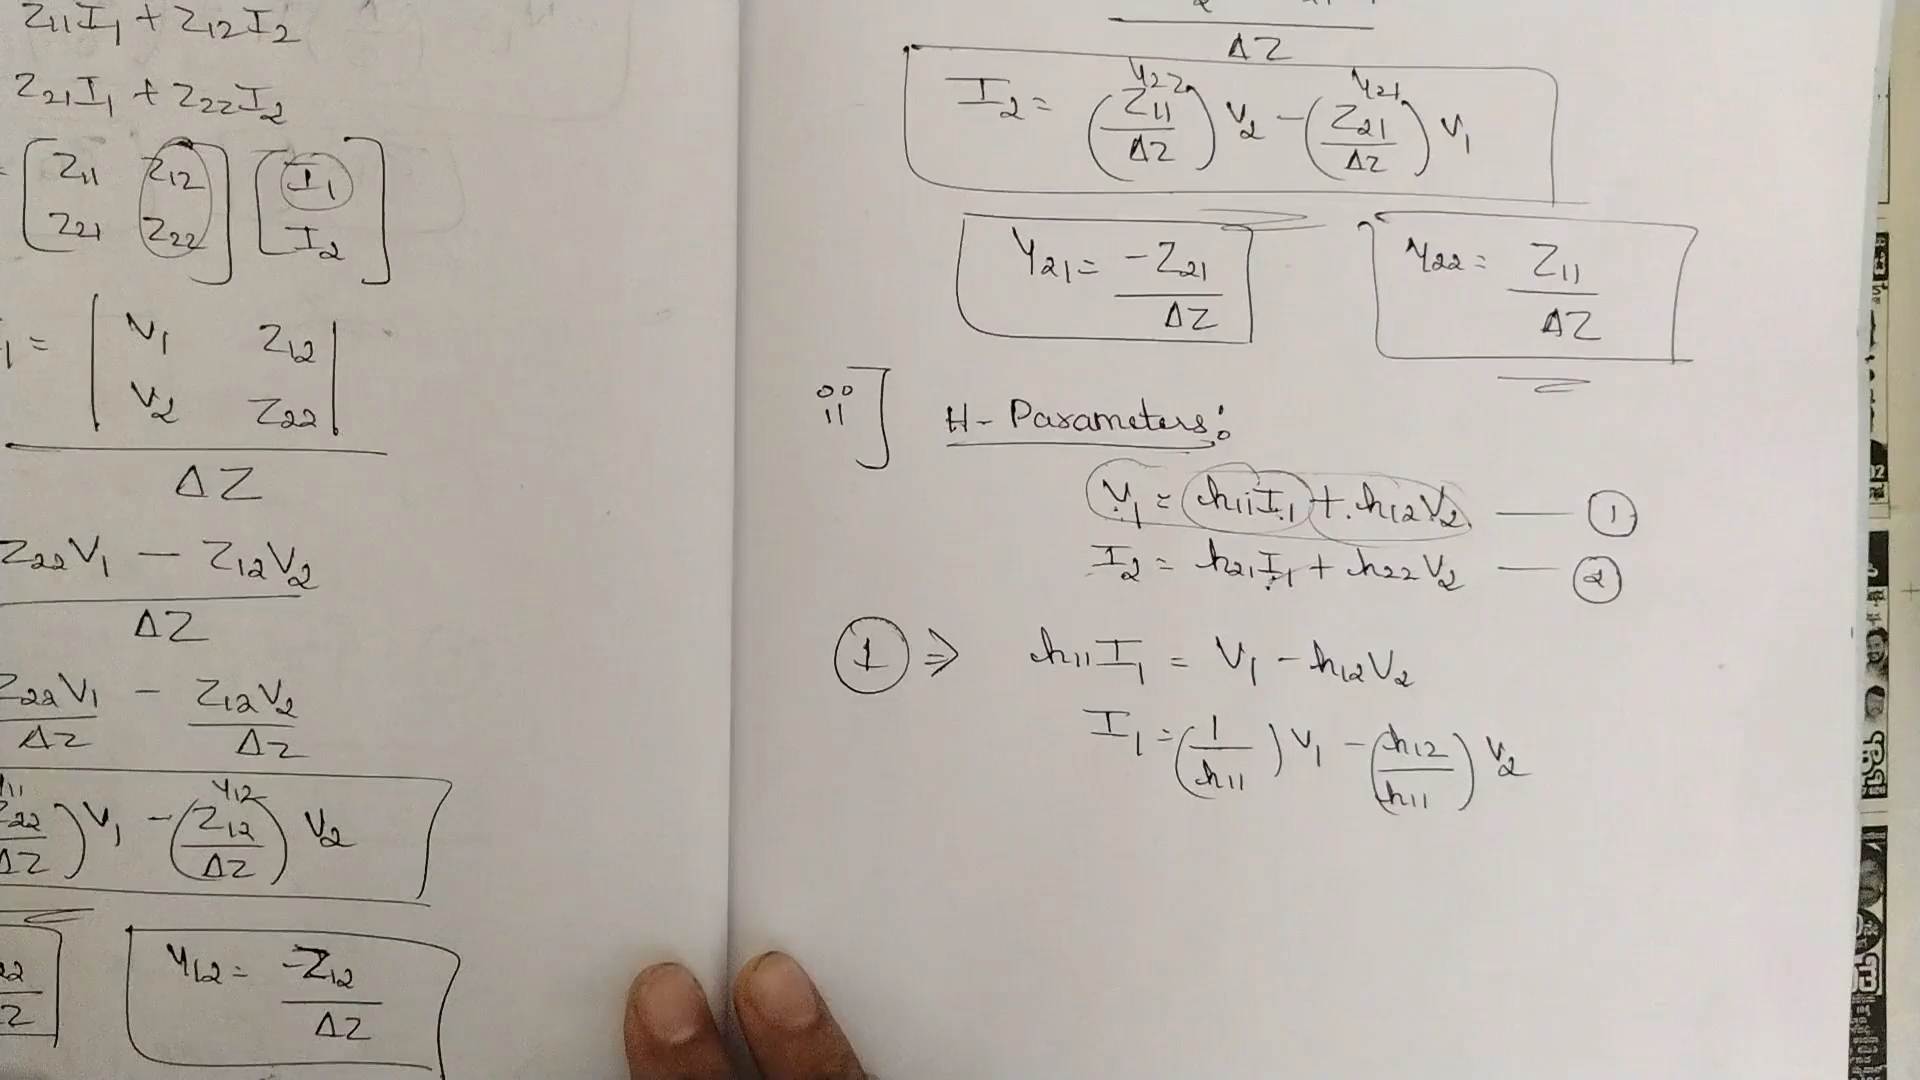 Z11I1 + Z12I2
Z21I1 + Z22I2
[Z11 Z12] [I1]
[Z21 Z22] [I2]
1 = | V1 Z12 |
| V2 Z22 |
ΔZ
Z22V1 - Z12V2
ΔZ
Z22V1 - Z12V2
ΔZ ΔZ
Y12
)V1 - (Z12/ΔZ) V2
Y12 = -Z12/ΔZ
ΔZ
Y22 Y21
I2 = (Z11/ΔZ) V2 - (Z21/ΔZ) V1
Y21 = -Z21/ΔZ
Y22 = Z11/ΔZ
ii] H- Parameters:
V1 = h11I1 + h12V2 — 1
I2 = h21I1 + h22V2 — 2
1 ⇒ h11I1 = V1 - h12V2
I1 = (1/h11) V1 - (h12/h11) V2